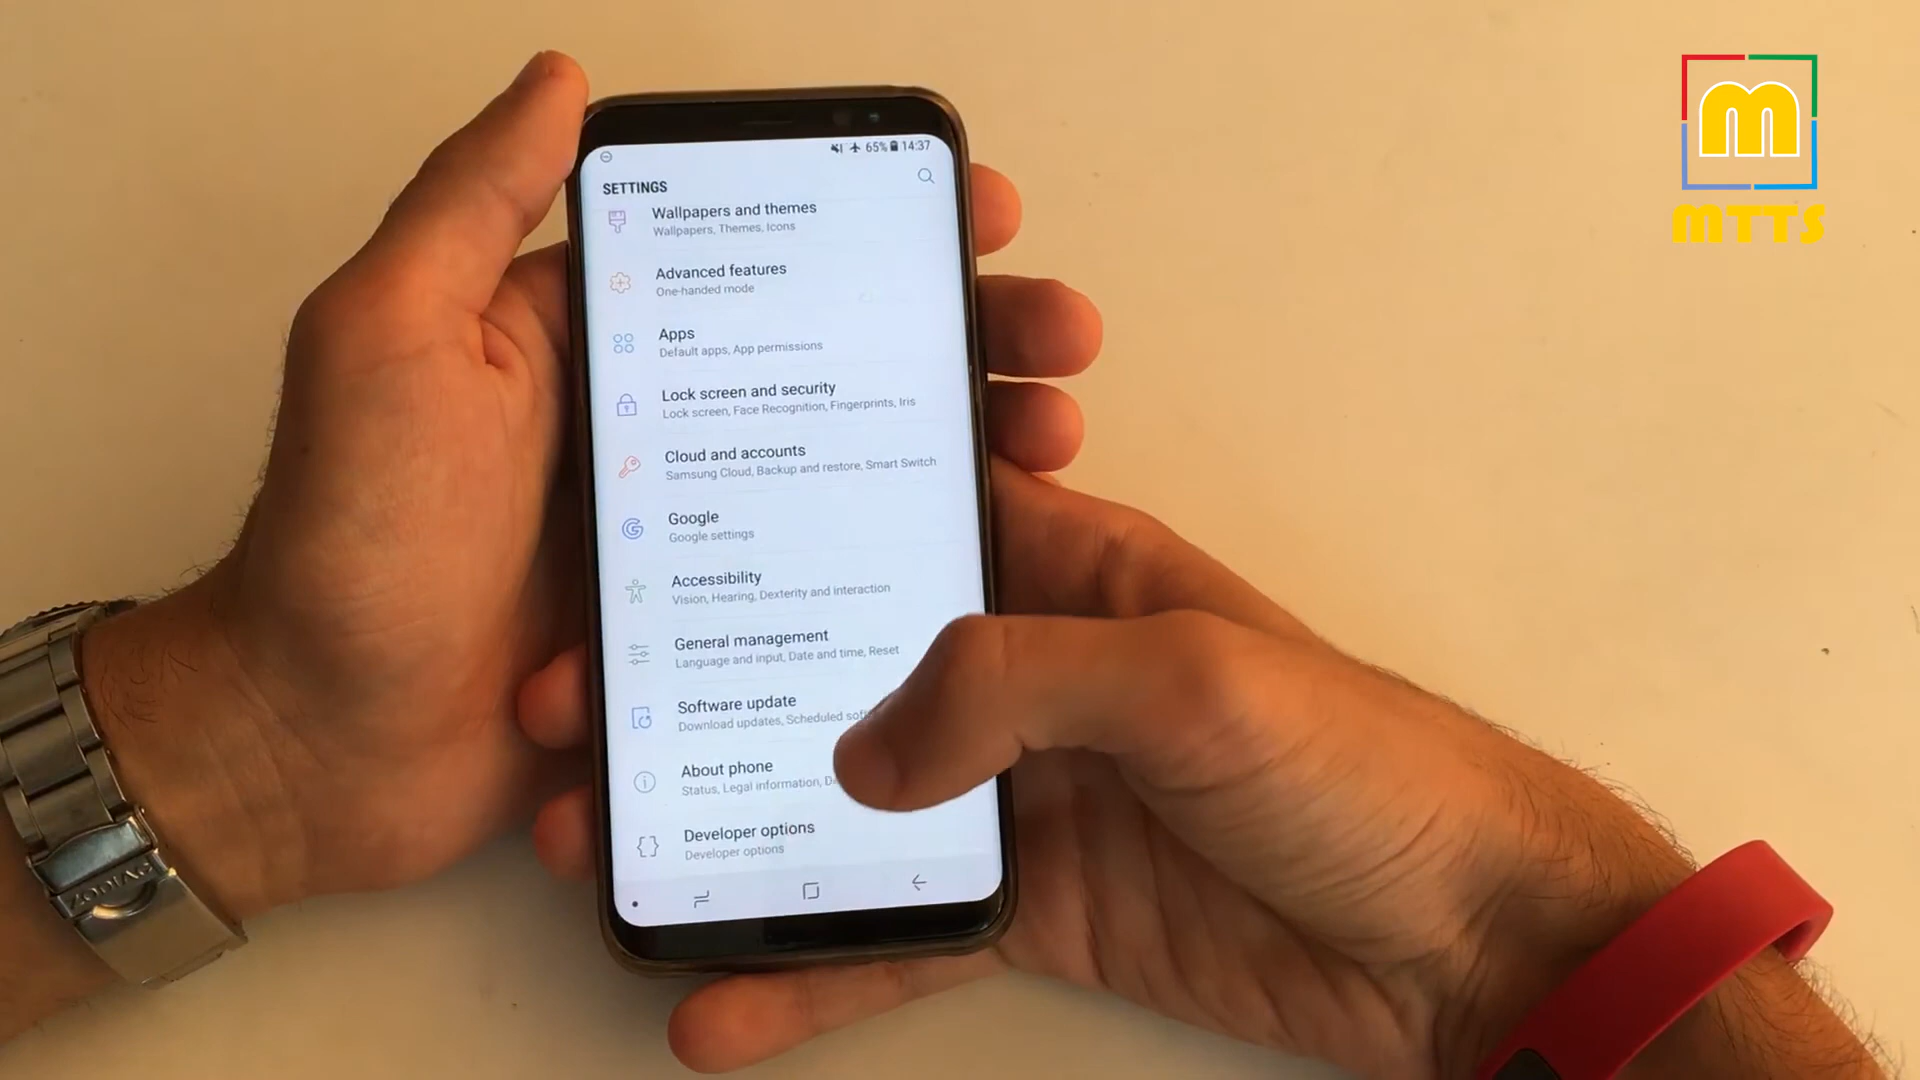 65% 14:37
SETTINGS
Wallpapers and themes
Wallpapers, Themes, Icons
Advanced features
One-handed mode
Apps
Default apps, App permissions
Lock screen and security
Lock screen, Face Recognition, Fingerprints, Iris
Cloud and accounts
Samsung Cloud, Backup and restore, Smart Switch
Google
Google settings
Accessibility
Vision, Hearing, Dexterity and interaction
General management
Language and input, Date and time, Reset
Software update
Download updates, Scheduled
About phone
Status, Legal information,
Developer options
Developer options
ZODIAC
m
MTTS